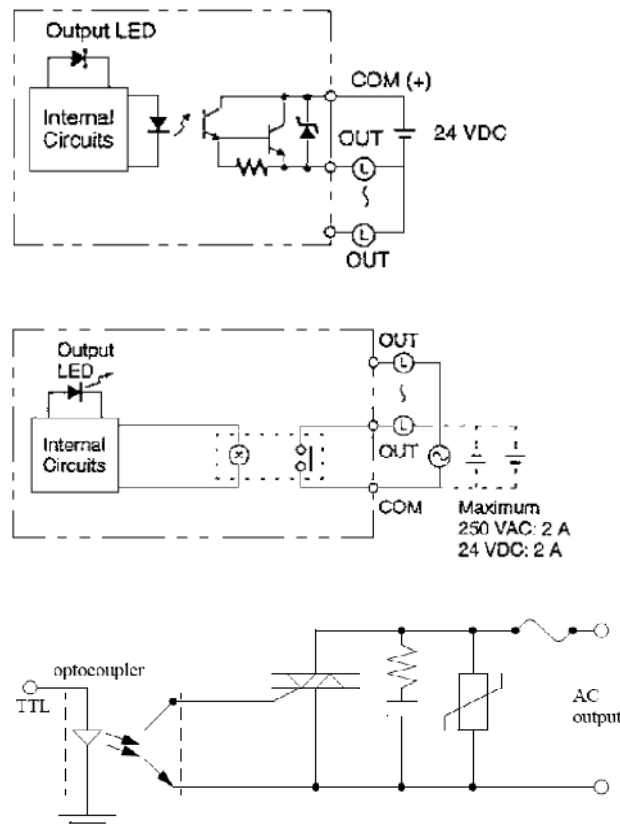 Output LED
COM (+)
Internal
Circuits
24 VDC
OUT
L
L
OUT
Output
LED
OUT
L
L
OUT
Internal
Circuits
COM
Maximum
250 VAC: 2 A
24 VDC: 2 A
optocoupler
TTL
AC
output